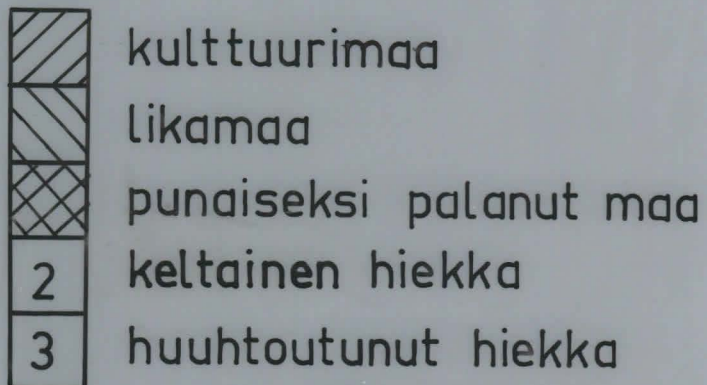 kulttuurimaa
likamaa
punaiseksi palanut maa
2 keltainen hiekka
3 huuhtoutunut hiekka